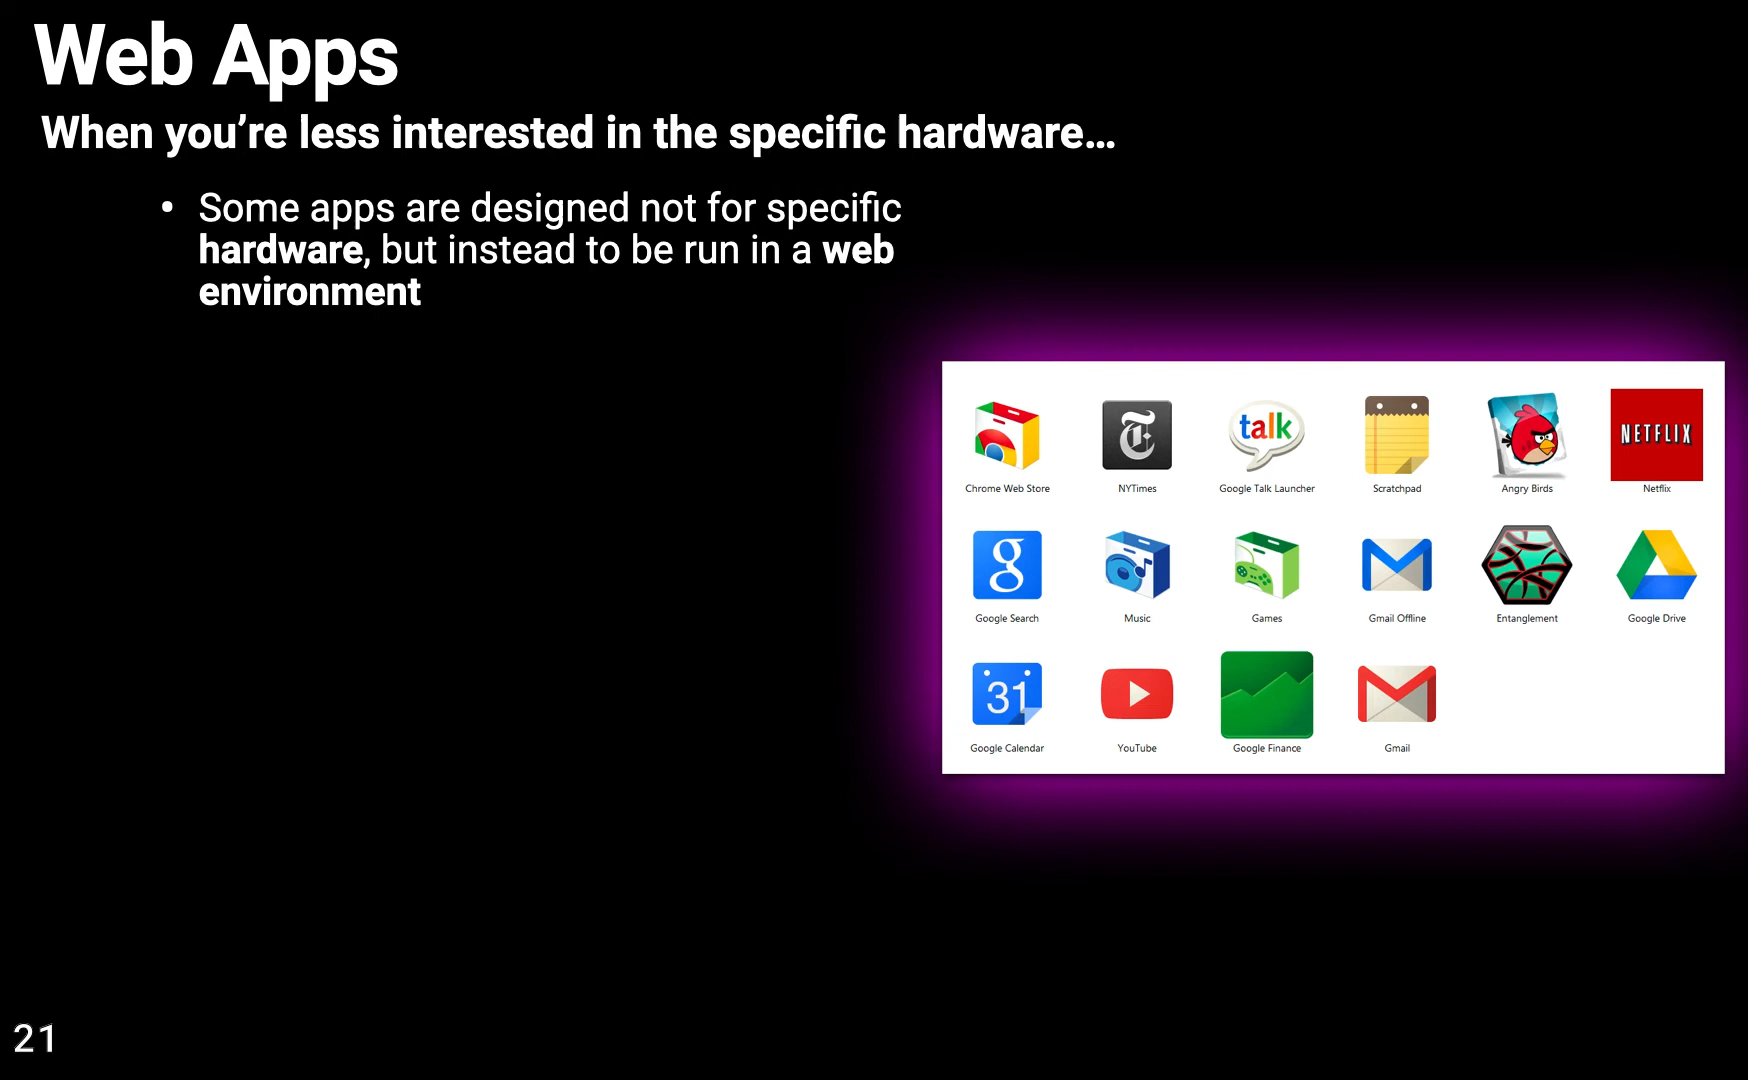 Web Apps
When you’re less interested in the specific hardware…
• Some apps are designed not for specific
hardware, but instead to be run in a web
environment
talk
NETFLIX
Chrome Web Store
NYTimes
Google Talk Launcher
Scratchpad
Angry Birds
Netflix
g
Google Search
Music
Games
Gmail Offline
Entanglement
Google Drive
31
Google Calendar
YouTube
Google Finance
Gmail
21